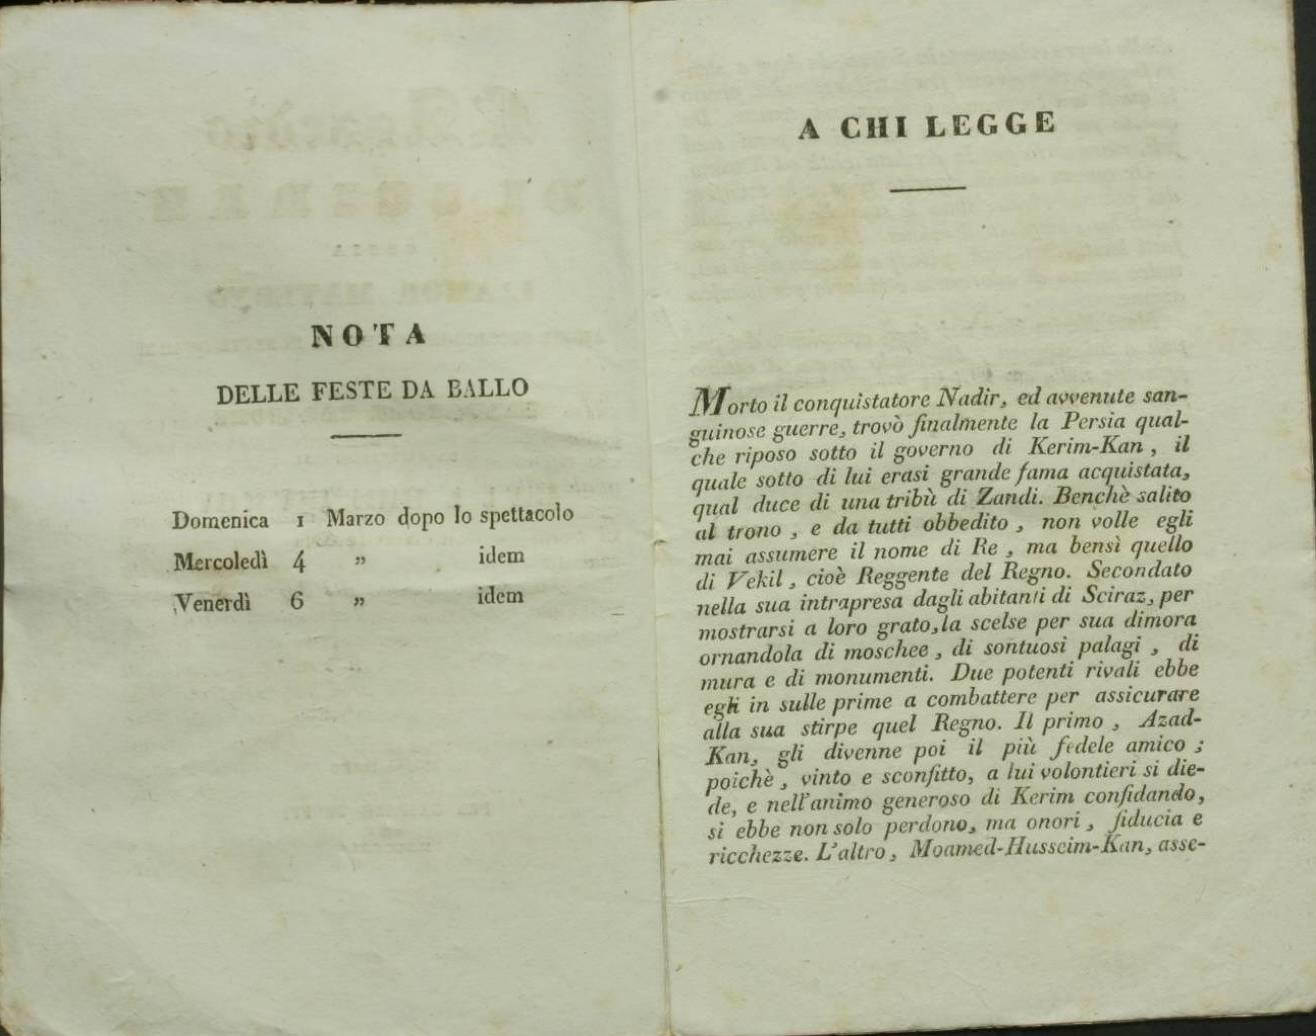 NOTA
DELLE FESTE DA BALLO
Domenica 1 Marzo dopo lo spettacolo
Mercoledì 4 „ idem
Venerdì 6 „ idem
A CHI LEGGE
Morto il conquistatore Nadir, ed avvenute san-
guinose guerre, trovò finalmente la Persia qual-
che riposo sotto il governo di Kerim-Kan, il
quale sotto di lui erasi grande fama acquistata,
qual duce di una tribù di Zandi. Benchè salito
al trono, e da tutti obbedito, non volle egli
mai assumere il nome di Re, ma bensì quello
di Vekil, cioè Reggente del Regno. Secondato
nella sua intrapresa dagli abitanti di Sciraz, per
mostrarsi a loro grato, la scelse per sua dimora
ornandola di moschee, di sontuosi palagi, di
mura e di monumenti. Due potenti rivali ebbe
egli in sulle prime a combattere per assicurare
alla sua stirpe quel Regno. Il primo, Azad-
Kan, gli divenne poi il più fedele amico;
poichè, vinto e sconfitto, a lui volontieri si die-
de, e nell'animo generoso di Kerim confidando,
si ebbe non solo perdono, ma onori, fiducia e
ricchezze. L'altro, Moamed-Husseim-Kan, asse-